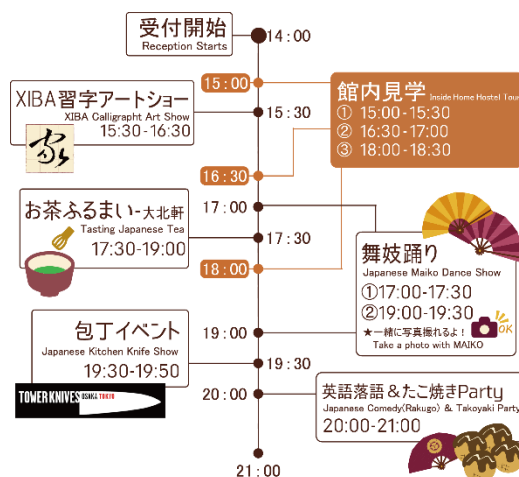 受付開始
Reception Starts
14:00
15:00
館内見学 Inside Home Hostel Tour
① 15:00-15:30
② 16:30-17:00
③ 18:00-18:30
XIBA習字アートショー
XIBA Calligrapht Art Show
15:30-16:30
家
15:30
16:30
17:00
お茶ふるまい-大北軒
Tasting Japanese Tea
17:30-19:00
17:30
18:00
舞妓踊り
Japanese Maiko Dance Show
①17:00-17:30
②19:00-19:30
★一緒に写真撮れるよ！
Take a photo with MAIKO
OK
19:00
包丁イベント
Japanese Kitchen Knife Show
19:30-19:50
TOWER KNIVES OSAKA TOKYO
19:30
20:00
英語落語＆たこ焼きParty
Japanese Comedy(Rakugo) & Takoyaki Party
20:00-21:00
21:00